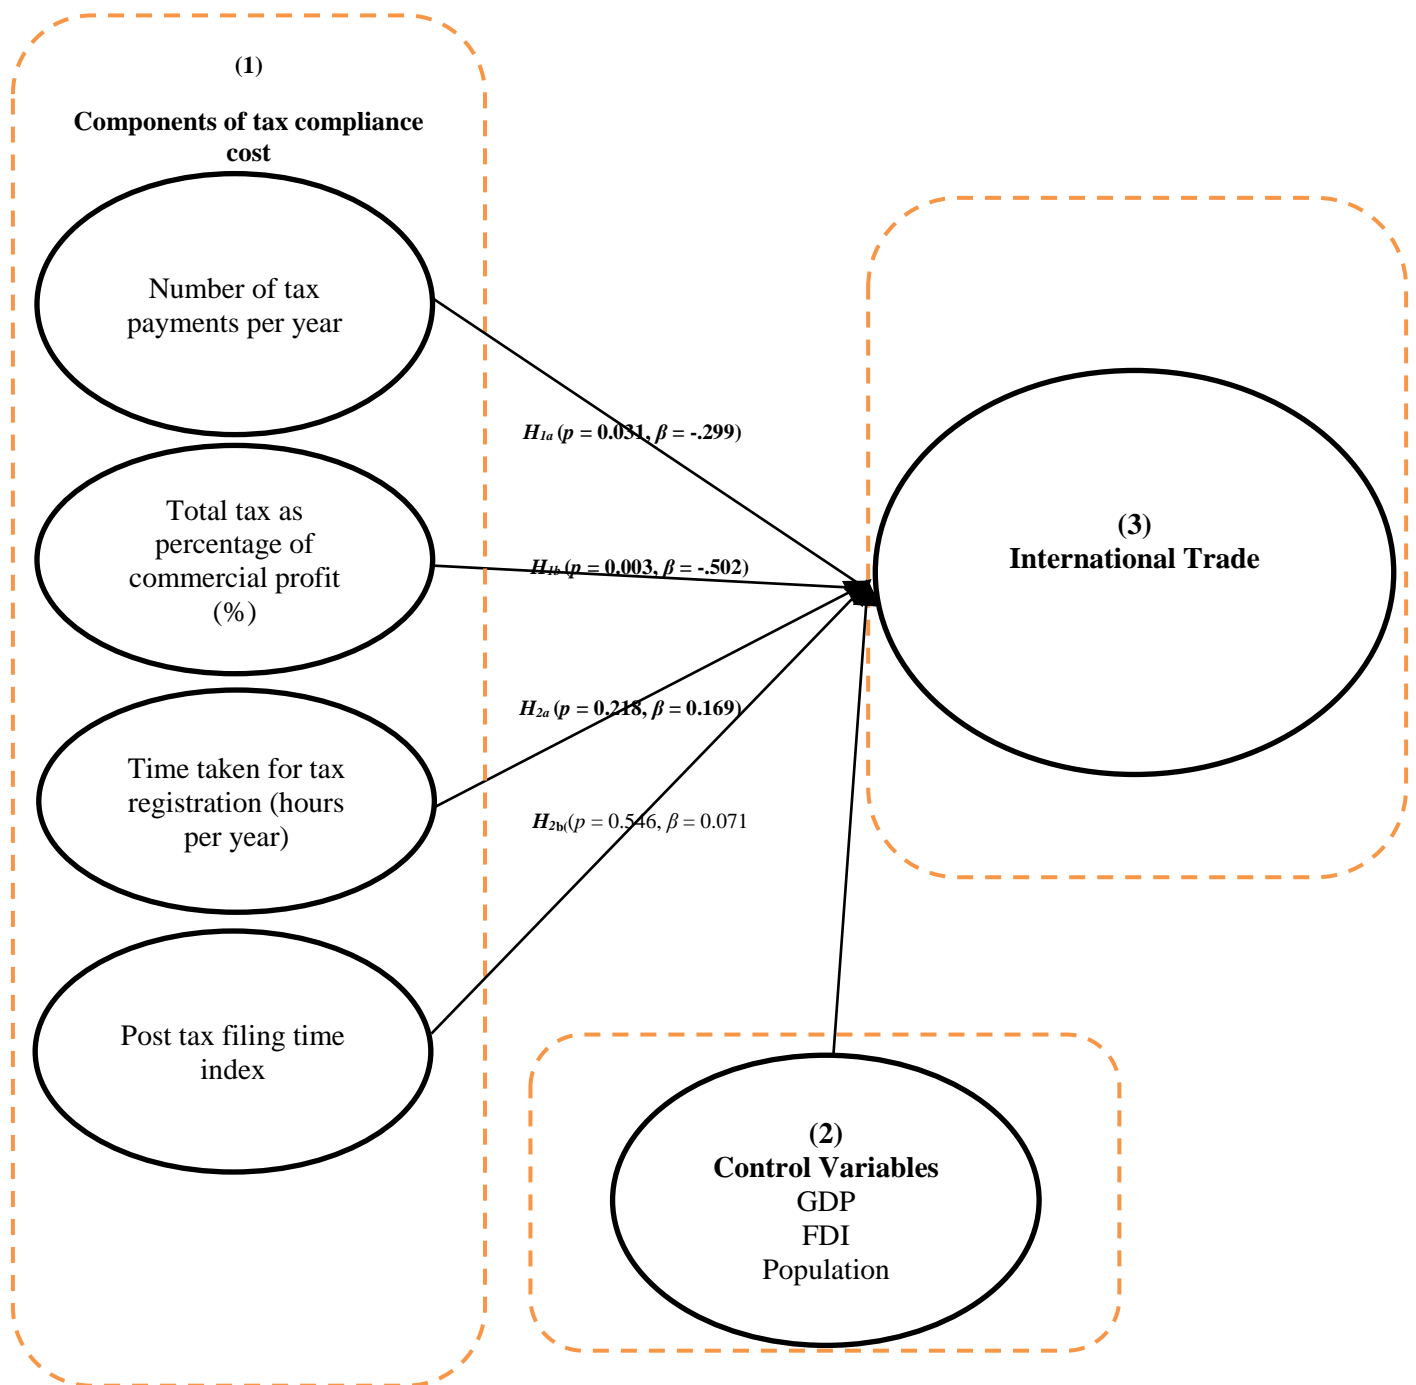 (1)
Components of tax compliance
cost
Number of tax
payments per year
Total tax as
percentage of
commercial profit
(%)
Time taken for tax
registration (hours
per year)
Post tax filing time
index
H1a (p = 0.031, β = -.299)
H1b (p = 0.003, β = -.502)
H2a (p = 0.218, β = 0.169)
H2b((p = 0.546, β = 0.071
(2)
Control Variables
GDP
FDI
Population
(3)
International Trade